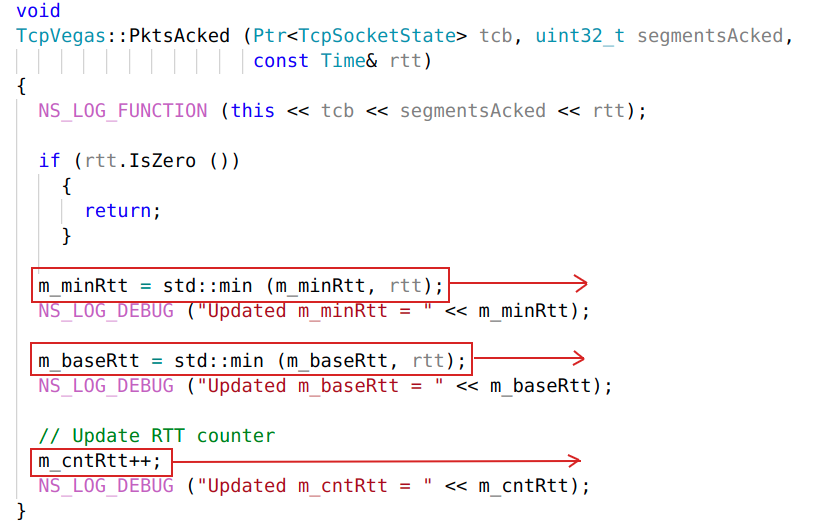 void
TcpVegas::PktsAcked (Ptr<TcpSocketState> tcb, uint32_t segmentsAcked,
const Time& rtt)
{
NS_LOG_FUNCTION (this << tcb << segmentsAcked << rtt);
if (rtt.IsZero ())
{
return;
}
m_minRtt = std::min (m_minRtt, rtt);
NS_LOG_DEBUG ("Updated m_minRtt = " << m_minRtt);
m_baseRtt = std::min (m_baseRtt, rtt);
NS_LOG_DEBUG ("Updated m_baseRtt = " << m_baseRtt);
// Update RTT counter
m_cntRtt++;
NS_LOG_DEBUG ("Updated m_cntRtt = " << m_cntRtt);
}